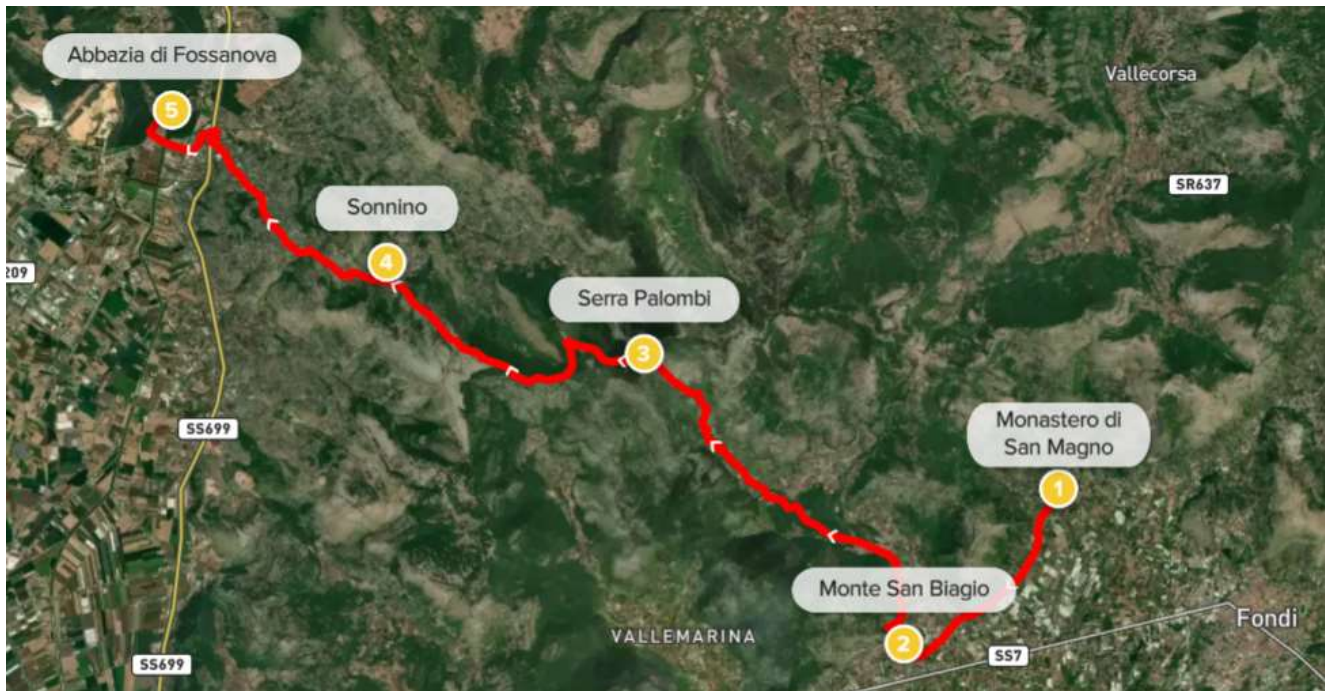 Abbazia di Fossanova
5
Vallecorsa
SR637
Sonnino
4
209
Serra Palombi
3
SS699
Monastero di
San Magno
1
Monte San Biagio
2
VALLEMARINA
Fondi
SS7
SS699